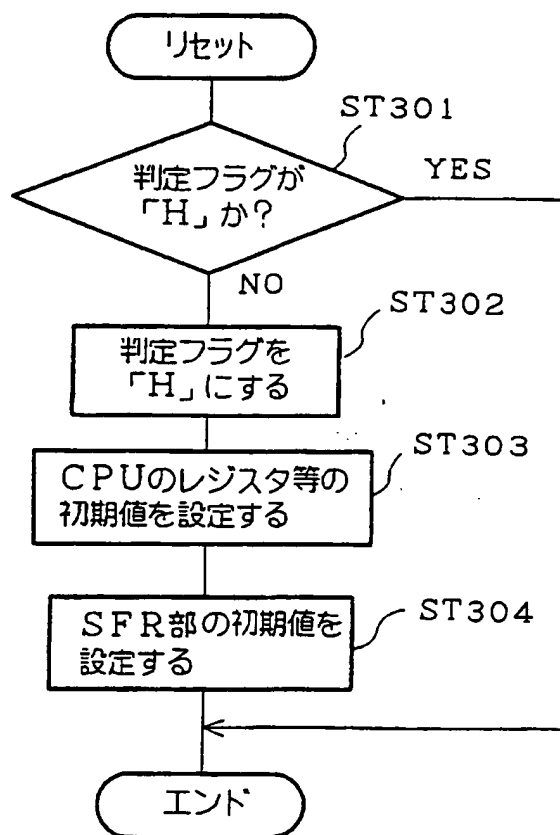 リセット
ST301
判定フラグが
「H」か？
YES
NO
ST302
判定フラグを
「H」にする
ST303
CPUのレジスタ等の
初期値を設定する
ST304
SFR部の初期値を
設定する
エンド